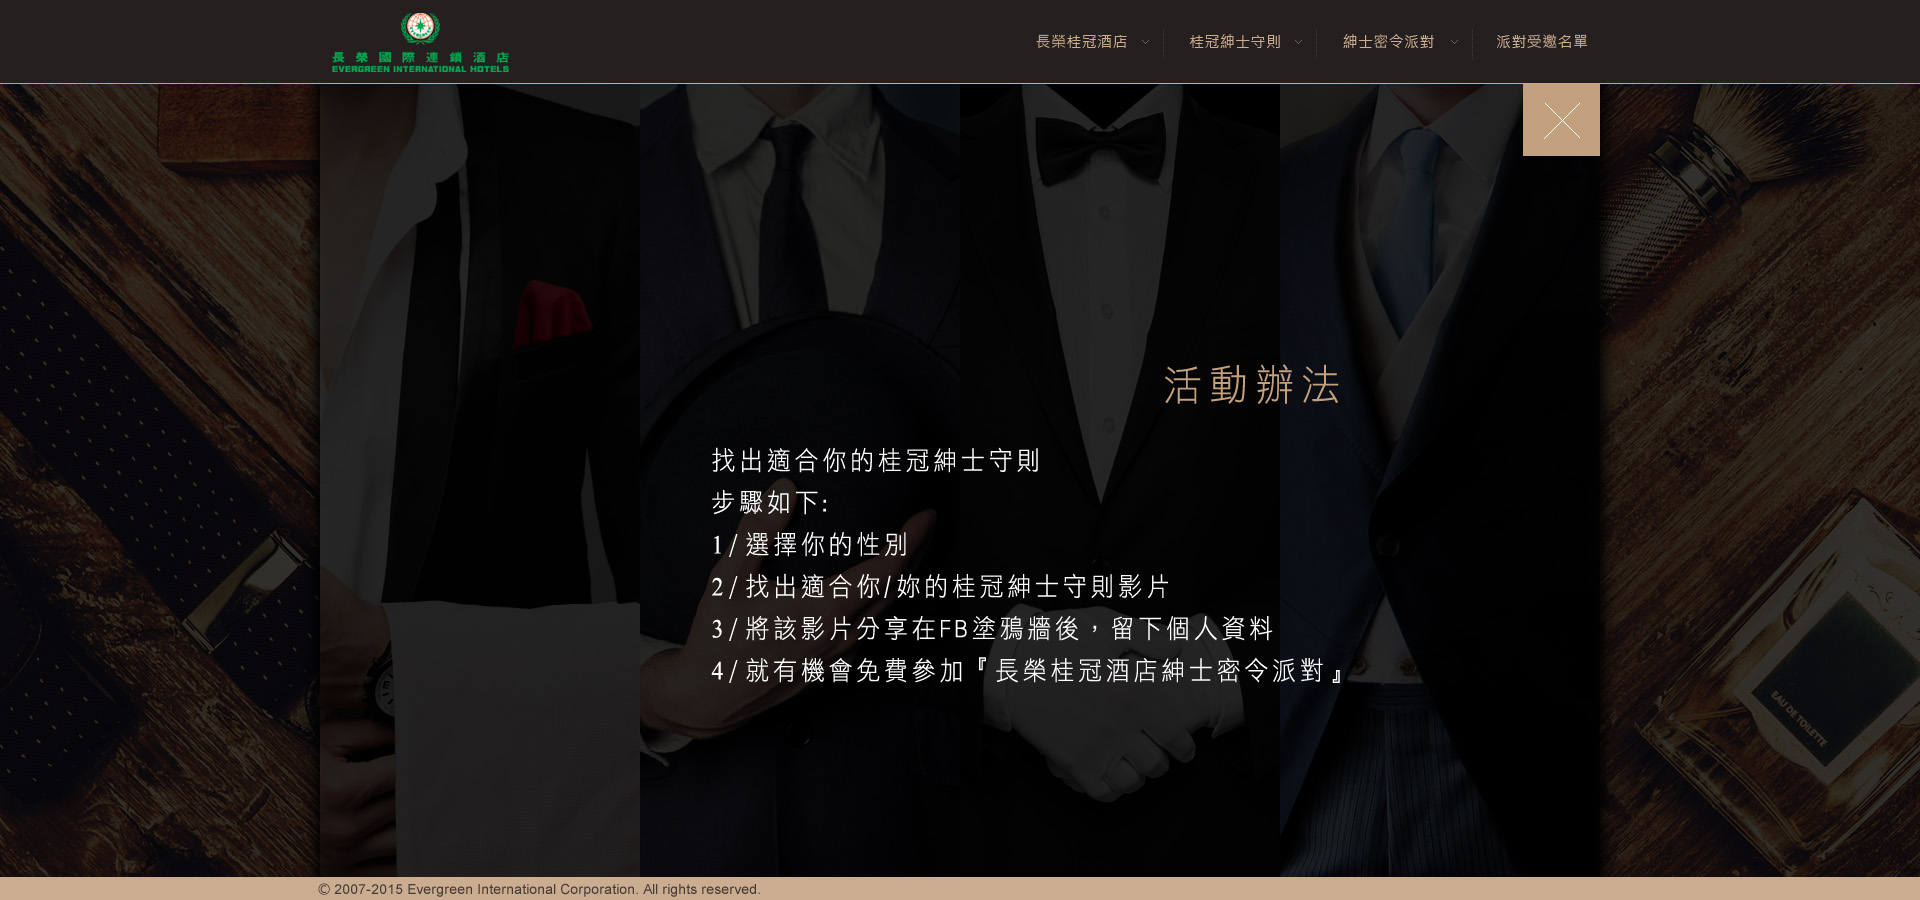 長榮國際連鎖酒店
EVERGREEN INTERNATIONAL HOTELS
長榮桂冠酒店
桂冠紳士守則
紳士密令派對
派對受邀名單
活動辦法
找出適合你的桂冠紳士守則
步驟如下:
1/選擇你的性別
2/找出適合你/妳的桂冠紳士守則影片
3/將該影片分享在FB塗鴉牆後，留下個人資料
4/就有機會免費參加『長榮桂冠酒店紳士密令派對』
EAU DE TOILETTE
© 2007-2015 Evergreen International Corporation. All rights reserved.